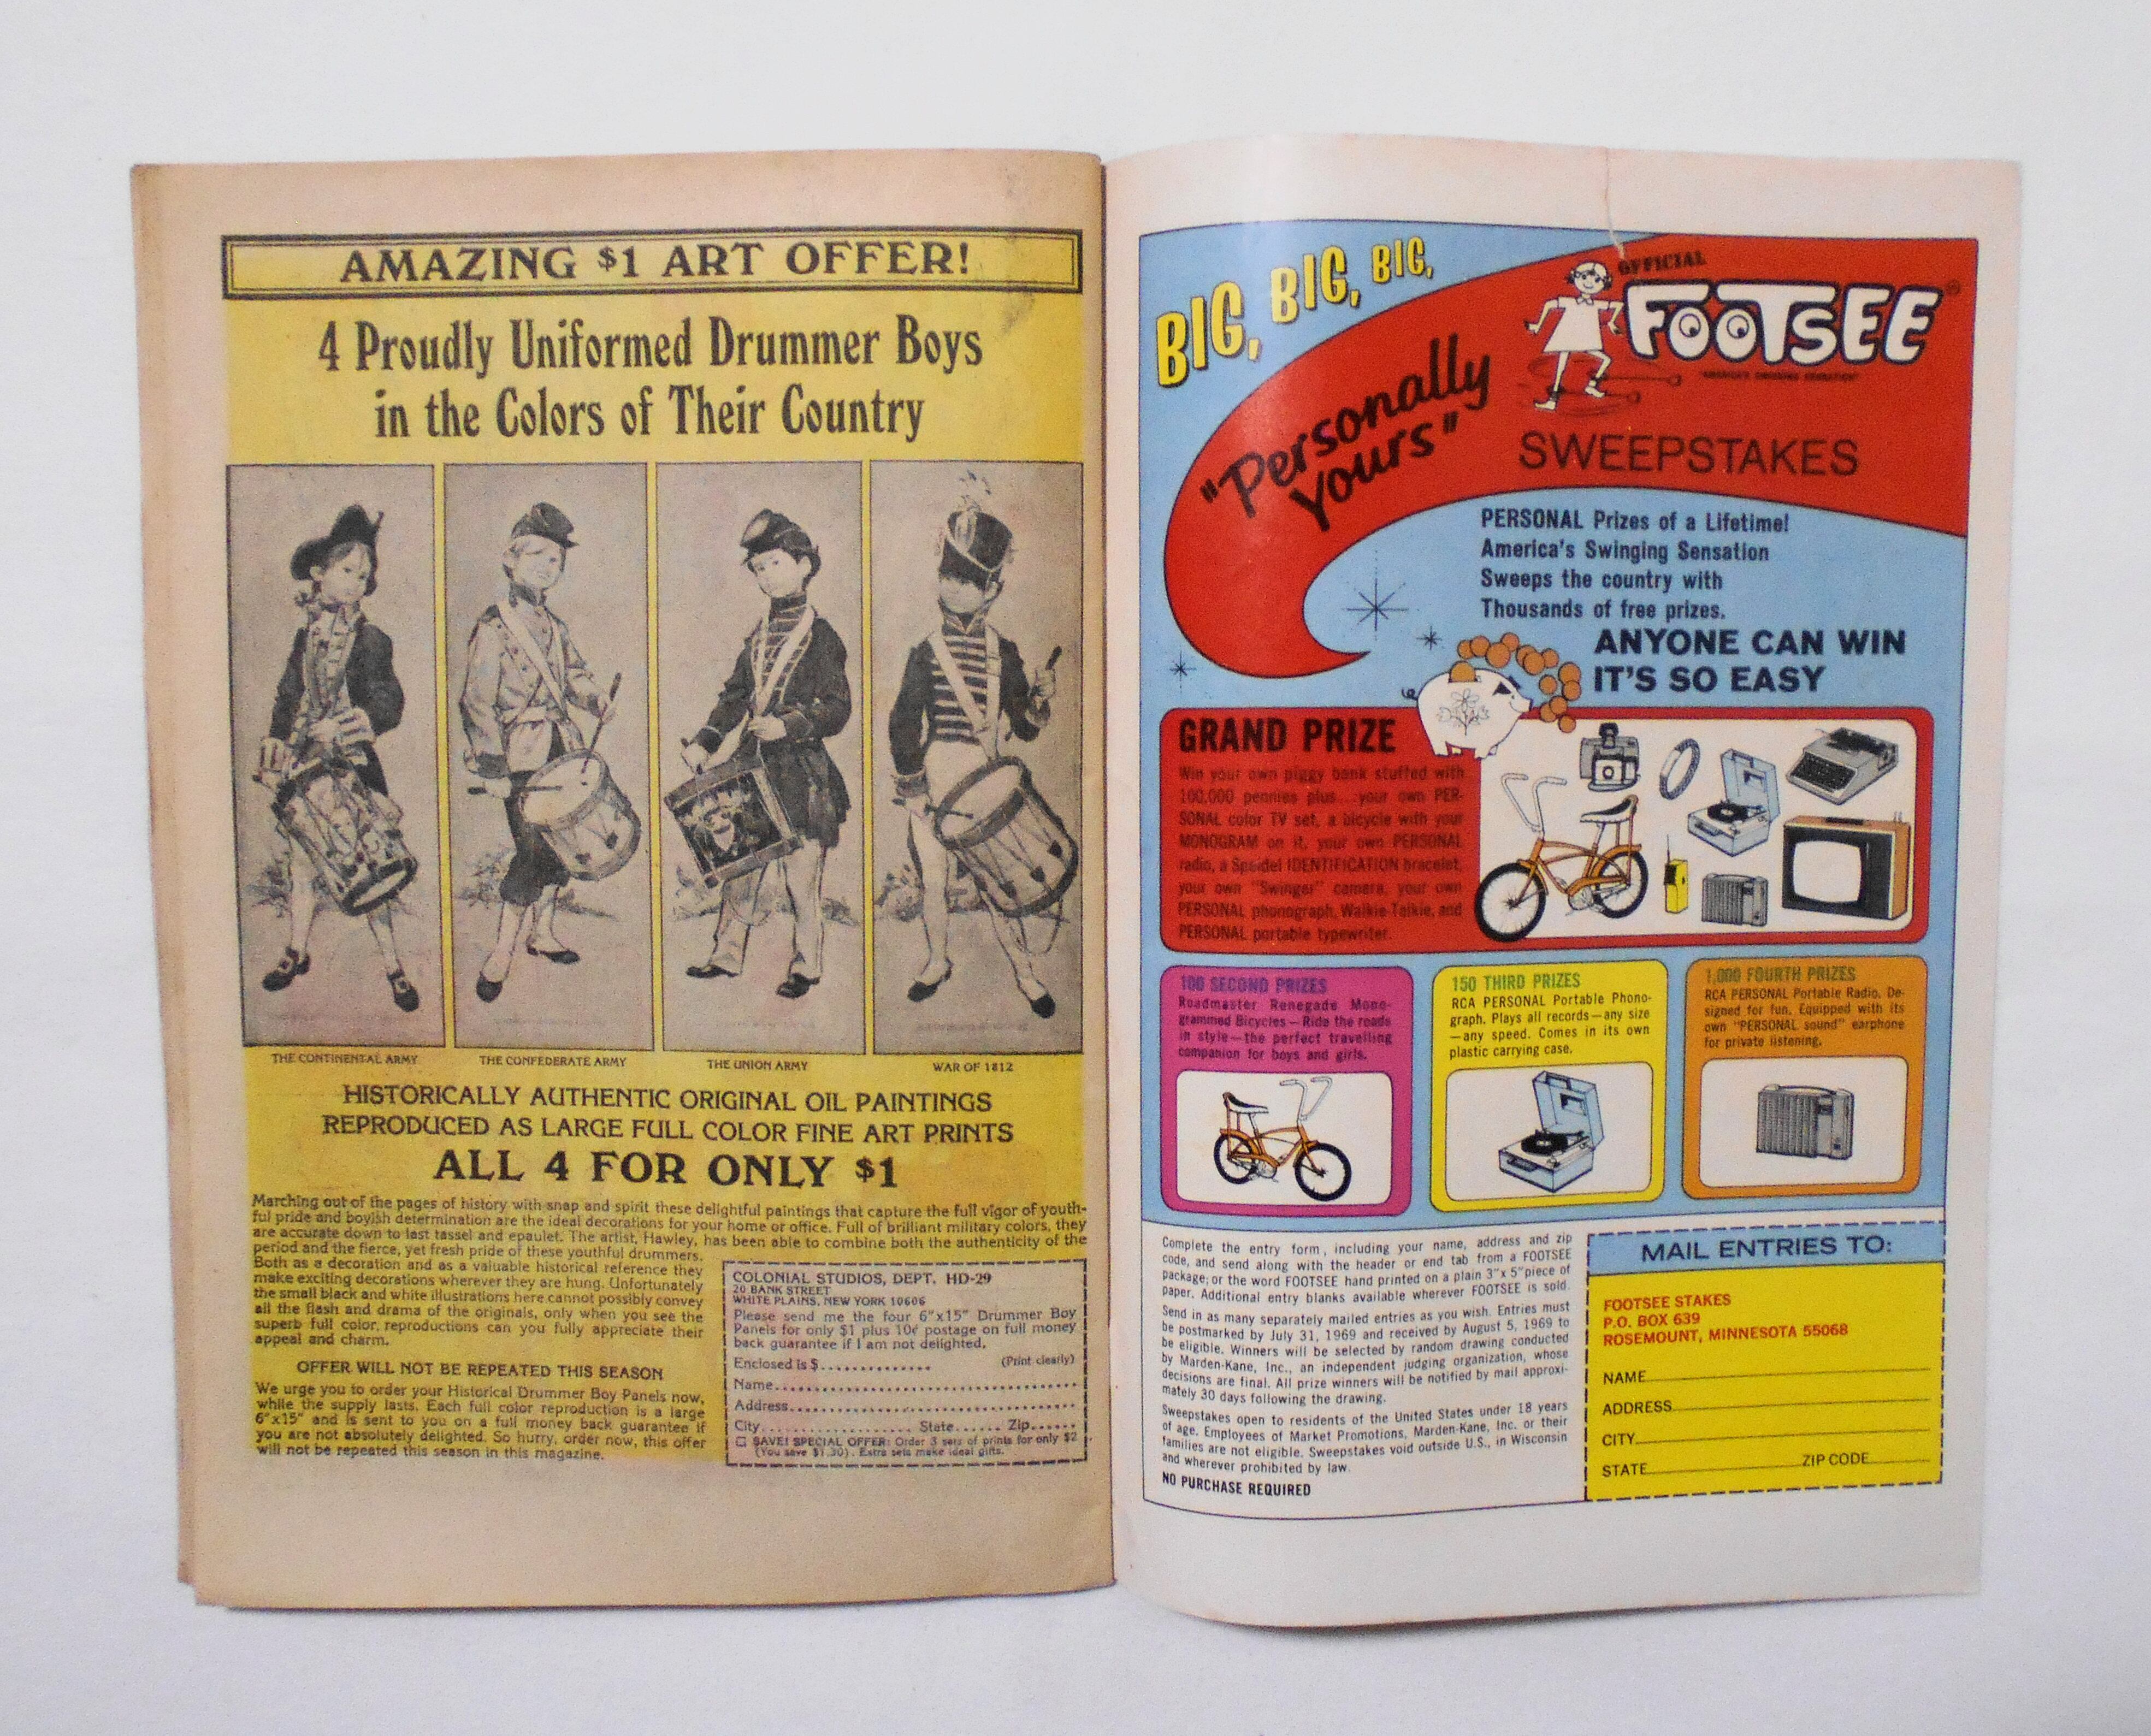 AMAZING $1 ART OFFER!
4 Proudly Uniformed Drummer Boys
in the Colors of Their Country
THE CONTINENTAL ARMY
THE CONFEDERATE ARMY
THE UNION ARMY
WAR OF 1812
HISTORICALLY AUTHENTIC ORIGINAL OIL PAINTINGS
REPRODUCED AS LARGE FULL COLOR FINE ART PRINTS
ALL 4 FOR ONLY $1
Marching out of the pages of history with snap and spirit these delightful paintings that capture the full vigor of youth-
ful pride and boyish determination are the ideal decorations for your home or office. Full of brilliant military colors, they
are accurate down to last tassel and epaulet. The artist, Hawley, has been able to combine both the authenticity of the
period and the fierce, yet fresh pride of these youthful drummers.
Both as a decoration and as a valuable historical reference they
make exciting decorations wherever they are hung. Unfortunately
the small black and white illustrations here cannot possibly convey
all the flash and drama of the originals, only when you see the
superb full color, reproductions can you fully appreciate their
appeal and charm.
OFFER WILL NOT BE REPEATED THIS SEASON
We urge you to order your Historical Drummer Boy Panels now,
while the supply lasts. Each full color reproduction is a large
6"x15" and is sent to you on a full money back guarantee if
you are not absolutely delighted. So hurry, order now, this offer
will not be repeated this season in this magazine.
COLONIAL STUDIOS, DEPT. HD-29
20 BANK STREET
WHITE PLAINS, NEW YORK 10606
Please send me the four 6"x15" Drummer Boy
Panels for only $1 plus 10¢ postage on full money
back guarantee if I am not delighted.
Enclosed is $.............. (Print clearly)
Name
Address
City State Zip
SAVE! SPECIAL OFFER: Order 3 sets of prints for only $2
(You save $1.30). Extra sets make ideal gifts.
BIG, BIG, BIG,
"Personally
Yours"
OFFICIAL
FOOTSEE®
"AMERICA'S SWINGING SENSATION"
SWEEPSTAKES
PERSONAL Prizes of a Lifetime!
America's Swinging Sensation
Sweeps the country with
Thousands of free prizes.
ANYONE CAN WIN
IT'S SO EASY
GRAND PRIZE
Win your own piggy bank stuffed with
100,000 pennies plus...your own PER-
SONAL color TV set, a bicycle with your
MONOGRAM on it, your own PERSONAL
radio, a Speidel IDENTIFICATION bracelet,
your own "Swinger" camera, your own
PERSONAL phonograph, Walkie-Talkie, and
PERSONAL portable typewriter.
100 SECOND PRIZES
Roadmaster Renegade Mono-
grammed Bicycles—Ride the roads
in style—the perfect travelling
companion for boys and girls.
150 THIRD PRIZES
RCA PERSONAL Portable Phono-
graph. Plays all records—any size
—any speed. Comes in its own
plastic carrying case.
1,000 FOURTH PRIZES
RCA PERSONAL Portable Radio. De-
signed for fun. Equipped with its
own "PERSONAL sound" earphone
for private listening.
Complete the entry form, including your name, address and zip
code, and send along with the header or end tab from a FOOTSEE
package; or the word FOOTSEE hand printed on a plain 3"x 5" piece of
paper. Additional entry blanks available wherever FOOTSEE is sold.
Send in as many separately mailed entries as you wish. Entries must
be postmarked by July 31, 1969 and received by August 5, 1969 to
be eligible. Winners will be selected by random drawing conducted
by Marden-Kane, Inc., an independent judging organization, whose
decisions are final. All prize winners will be notified by mail approxi-
mately 30 days following the drawing.
Sweepstakes open to residents of the United States under 18 years
of age. Employees of Market Promotions, Marden-Kane, Inc. or their
families are not eligible. Sweepstakes void outside U.S., in Wisconsin
and wherever prohibited by law.
NO PURCHASE REQUIRED
MAIL ENTRIES TO:
FOOTSEE STAKES
P.O. BOX 639
ROSEMOUNT, MINNESOTA 55068
NAME
ADDRESS
CITY
STATE ZIP CODE